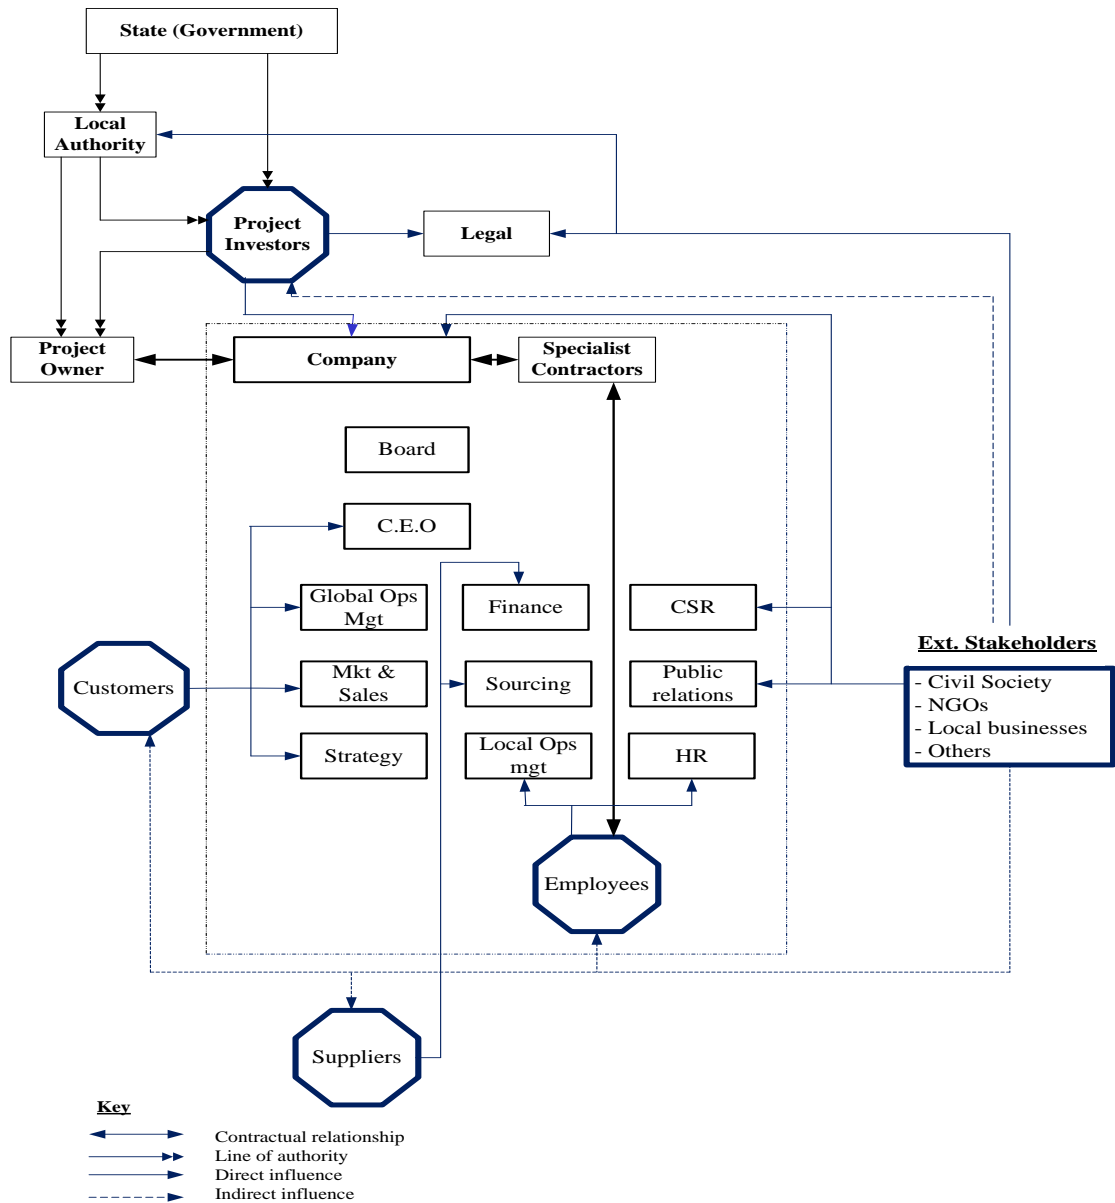 State (Government)
Local
Authority
Project
Investors
Legal
Project
Owner
Company
Specialist
Contractors
Board
C.E.O
Global Ops
Mgt
Finance
CSR
Ext. Stakeholders
Customers
Mkt &
Sales
Sourcing
Public
relations
- Civil Society
- NGOs
- Local businesses
- Others
Strategy
Local Ops
mgt
HR
Employees
Suppliers
Key
Contractual relationship
Line of authority
Direct influence
Indirect influence